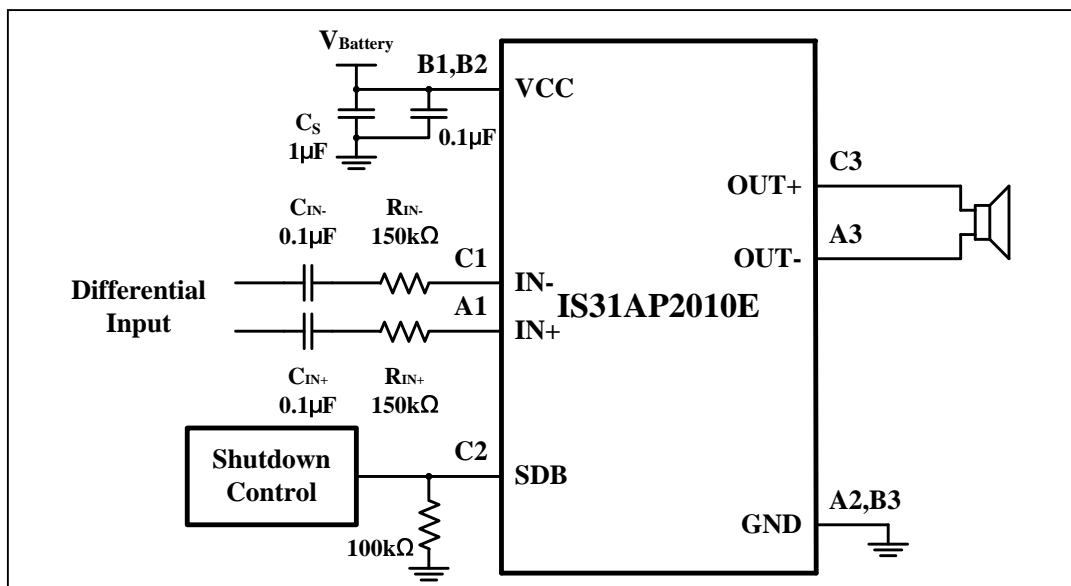 VBattery
B1,B2
VCC
CS
1µF
0.1µF
CIN-
0.1µF
RIN-
150kΩ
C1
IN-
Differential
Input
A1
IN+
CIN+
0.1µF
RIN+
150kΩ
IS31AP2010E
OUT+
C3
OUT-
A3
Shutdown
Control
C2
SDB
100kΩ
GND
A2,B3